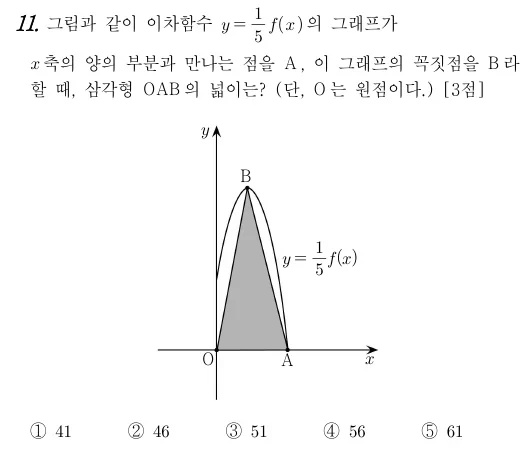 11. 그림과 같이 이차함수 y = 1/5 f(x)의 그래프가
x축의 양의 부분과 만나는 점을 A, 이 그래프의 꼭짓점을 B라
할 때, 삼각형 OAB의 넓이는? (단, O는 원점이다.) [3점]
y
B
y = 1/5 f(x)
O
A
x
① 41 ② 46 ③ 51 ④ 56 ⑤ 61